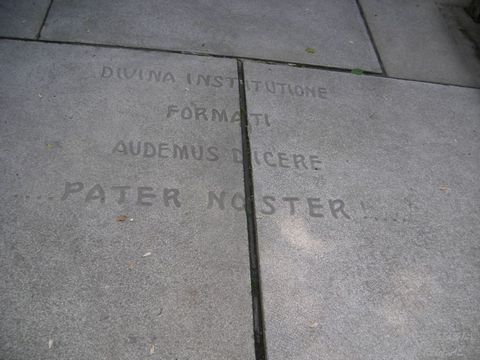 DIVINA INSTITUTIONE
FORMATI
AUDEMUS DICERE
....PATER NOSTER!.....